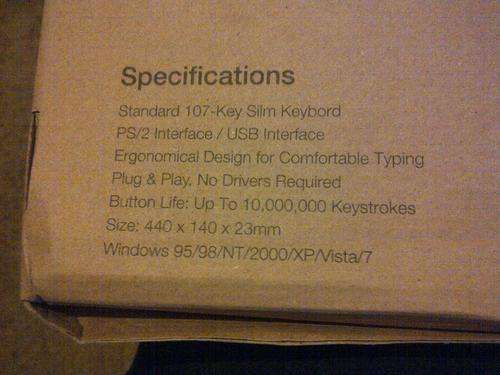 Specifications
Standard 107-Key Silm Keybord
PS/2 Interface / USB Interface
Ergonomical Design for Comfortable Typing
Plug & Play, No Drivers Required
Button Life: Up To 10,000,000 Keystrokes
Size: 440 x 140 x 23mm
Windows 95/98/NT/2000/XP/Vista/7